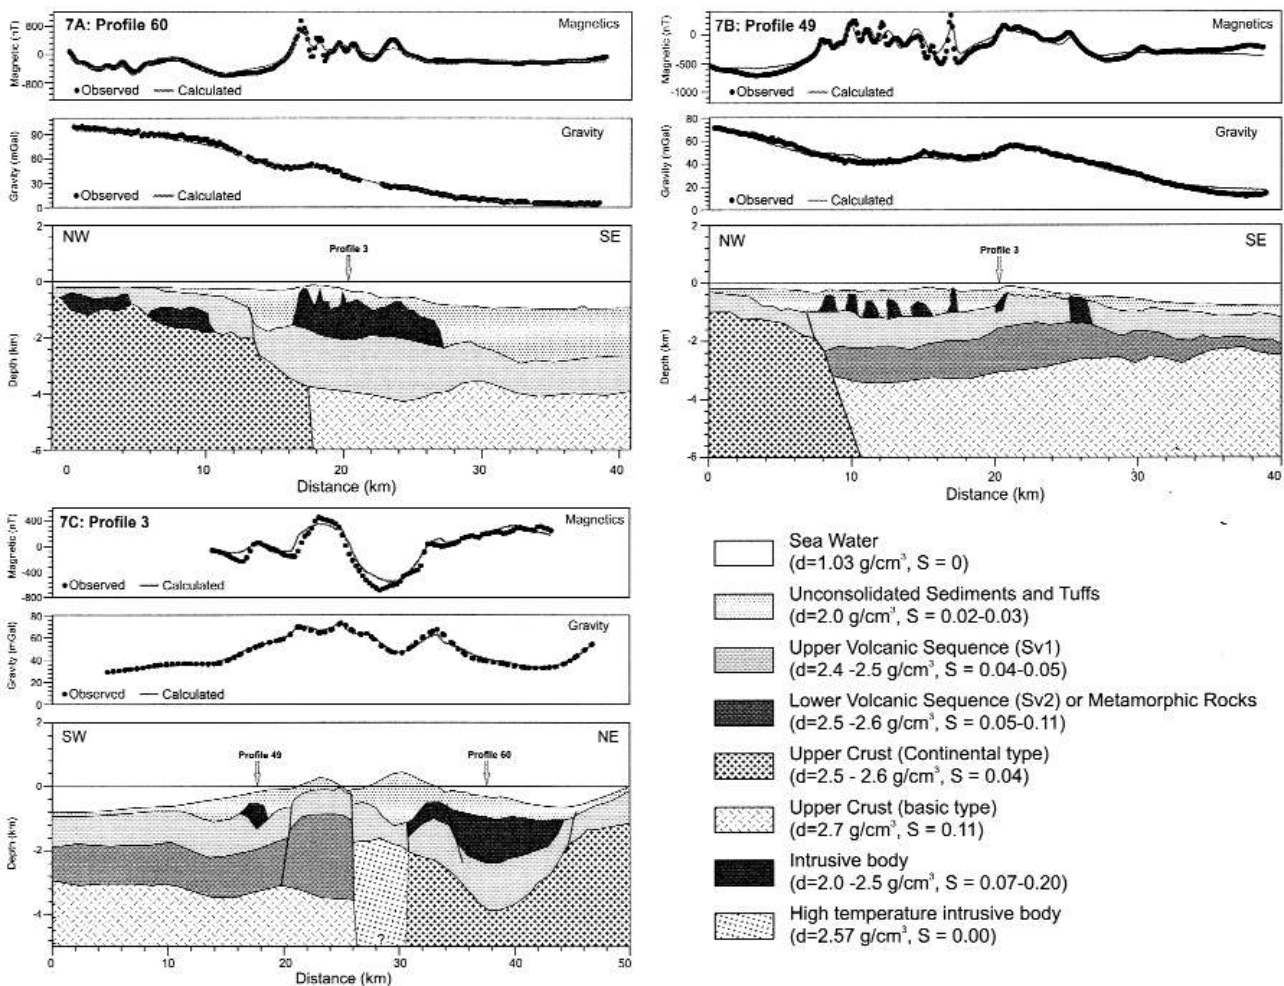 7A: Profile 60
Magnetics
Magnetic (nT)
800
0
-800
Observed
Calculated
Gravity
Gravity (mGal)
90
60
30
0
Observed
Calculated
NW
SE
Profile 3
Depth (km)
2
0
-2
-4
-6
0 10 20 30 40
Distance (km)
7B: Profile 49
Magnetics
Magnetic (nT)
0
-500
-1000
Observed
Calculated
Gravity
Gravity (mGal)
80
60
40
20
0
Observed
Calculated
NW
SE
Profile 3
Depth (km)
2
0
-2
-4
-6
0 10 20 30 40
Distance (km)
7C: Profile 3
Magnetics
Magnetic (nT)
400
0
-400
-800
Observed
Calculated
Gravity
Gravity (mGal)
80
60
40
20
0
Observed
Calculated
SW
NE
Profile 49
Profile 60
Depth (km)
2
0
-2
-4
?
0 10 20 30 40 50
Distance (km)
Sea Water
(d=1.03 g/cm³, S = 0)
Unconsolidated Sediments and Tuffs
(d=2.0 g/cm³, S = 0.02-0.03)
Upper Volcanic Sequence (Sv1)
(d=2.4 -2.5 g/cm³, S = 0.04-0.05)
Lower Volcanic Sequence (Sv2) or Metamorphic Rocks
(d=2.5 -2.6 g/cm³, S = 0.05-0.11)
Upper Crust (Continental type)
(d=2.5 - 2.6 g/cm³, S = 0.04)
Upper Crust (basic type)
(d=2.7 g/cm³, S = 0.11)
Intrusive body
(d=2.0 -2.5 g/cm³, S = 0.07-0.20)
High temperature intrusive body
(d=2.57 g/cm³, S = 0.00)